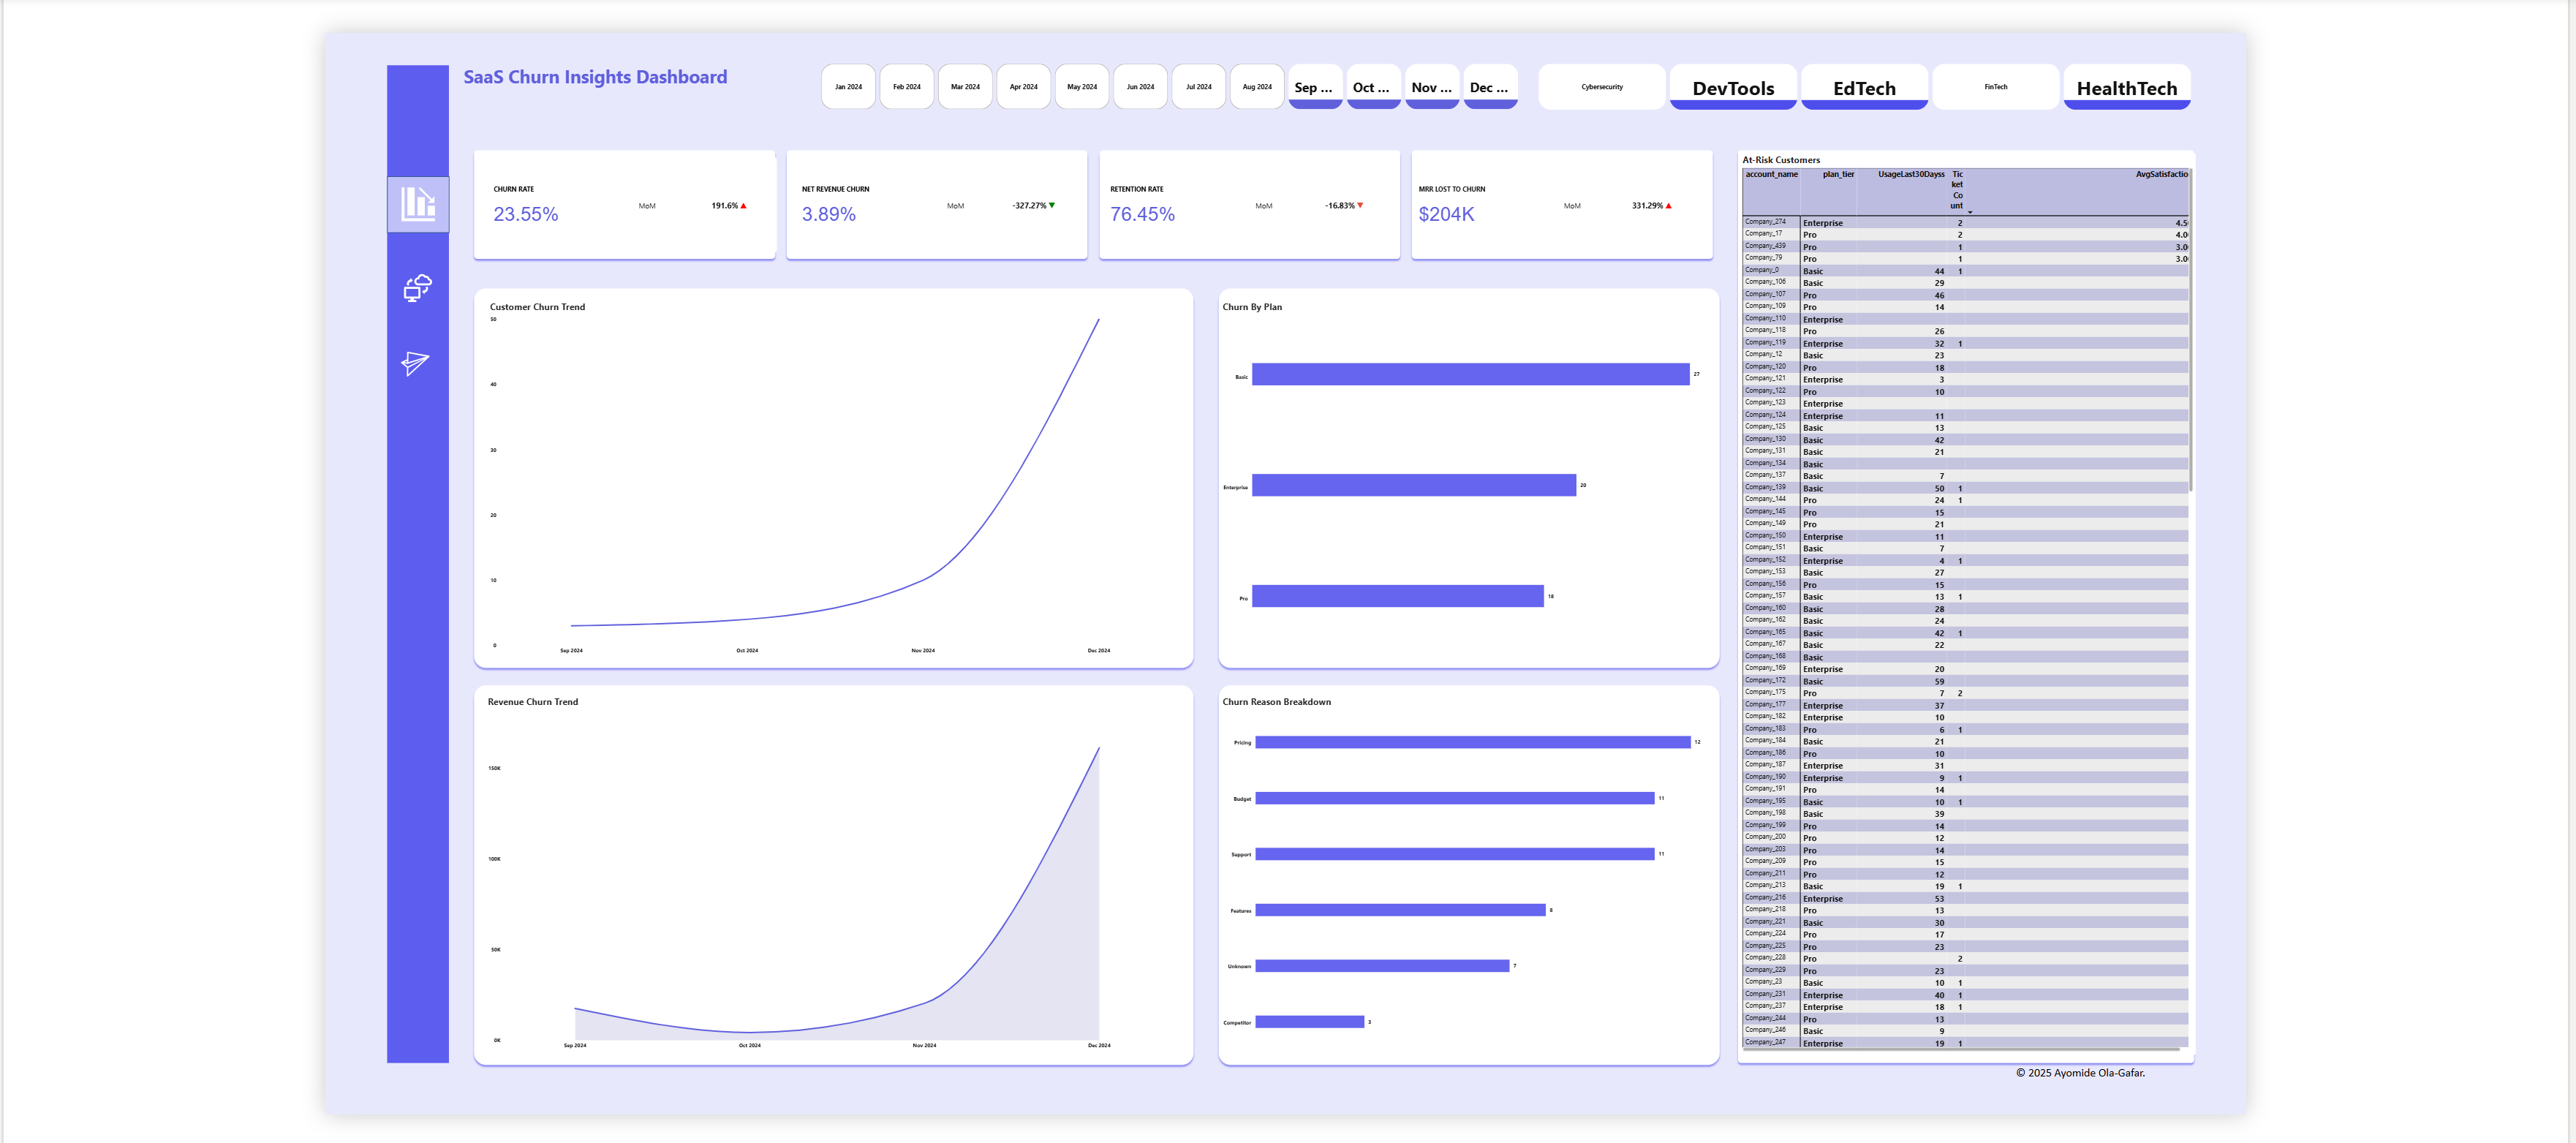 SaaS Churn Insights Dashboard
Jan 2024 Feb 2024 Mar 2024 Apr 2024 May 2024 Jun 2024 Jul 2024 Aug 2024 Sep ... Oct ... Nov ... Dec ...
Cybersecurity DevTools EdTech FinTech HealthTech
CHURN RATE
23.55% MoM 191.6% ▲
NET REVENUE CHURN
3.89% MoM -327.27% ▼
RETENTION RATE
76.45% MoM -16.83% ▼
MRR LOST TO CHURN
$204K MoM 331.29% ▲
Customer Churn Trend
50
40
30
20
10
0
Sep 2024 Oct 2024 Nov 2024 Dec 2024
Churn By Plan
Basic 27
Enterprise 20
Pro 18
Revenue Churn Trend
150K
100K
50K
0K
Sep 2024 Oct 2024 Nov 2024 Dec 2024
Churn Reason Breakdown
Pricing 12
Budget 11
Support 11
Features 8
Unknown 7
Competitor 3
At-Risk Customers
account_name plan_tier UsageLast30Dayss Tic AvgSatisfactio
ket
Co
unt
Company_274 Enterprise 2 4.5
Company_17 Pro 2 4.0
Company_439 Pro 1 3.0
Company_79 Pro 1 3.0
Company_0 Basic 44 1
Company_106 Basic 29
Company_107 Pro 46
Company_109 Pro 14
Company_110 Enterprise
Company_118 Pro 26
Company_119 Enterprise 32 1
Company_12 Basic 23
Company_120 Pro 18
Company_121 Enterprise 3
Company_122 Pro 10
Company_123 Enterprise
Company_124 Enterprise 11
Company_125 Basic 13
Company_130 Basic 42
Company_131 Basic 21
Company_134 Basic
Company_137 Basic 7
Company_139 Basic 50 1
Company_144 Pro 24 1
Company_145 Pro 15
Company_149 Pro 21
Company_150 Enterprise 11
Company_151 Basic 7
Company_152 Enterprise 4 1
Company_153 Basic 27
Company_156 Pro 15
Company_157 Basic 13 1
Company_160 Basic 28
Company_162 Basic 24
Company_165 Basic 42 1
Company_167 Basic 22
Company_168 Basic
Company_169 Enterprise 20
Company_172 Basic 59
Company_175 Pro 7 2
Company_177 Enterprise 37
Company_182 Enterprise 10
Company_183 Pro 6 1
Company_184 Basic 21
Company_186 Pro 10
Company_187 Enterprise 31
Company_190 Enterprise 9 1
Company_191 Pro 14
Company_195 Basic 10 1
Company_198 Basic 39
Company_199 Pro 14
Company_200 Pro 12
Company_203 Pro 14
Company_209 Pro 15
Company_211 Pro 12
Company_213 Basic 19 1
Company_216 Enterprise 53
Company_218 Pro 13
Company_221 Basic 30
Company_224 Pro 17
Company_225 Pro 23
Company_228 Pro 2
Company_229 Pro 23
Company_23 Basic 10 1
Company_231 Enterprise 40 1
Company_237 Enterprise 18 1
Company_244 Pro 13
Company_246 Basic 9
Company_247 Enterprise 19 1
© 2025 Ayomide Ola-Gafar.